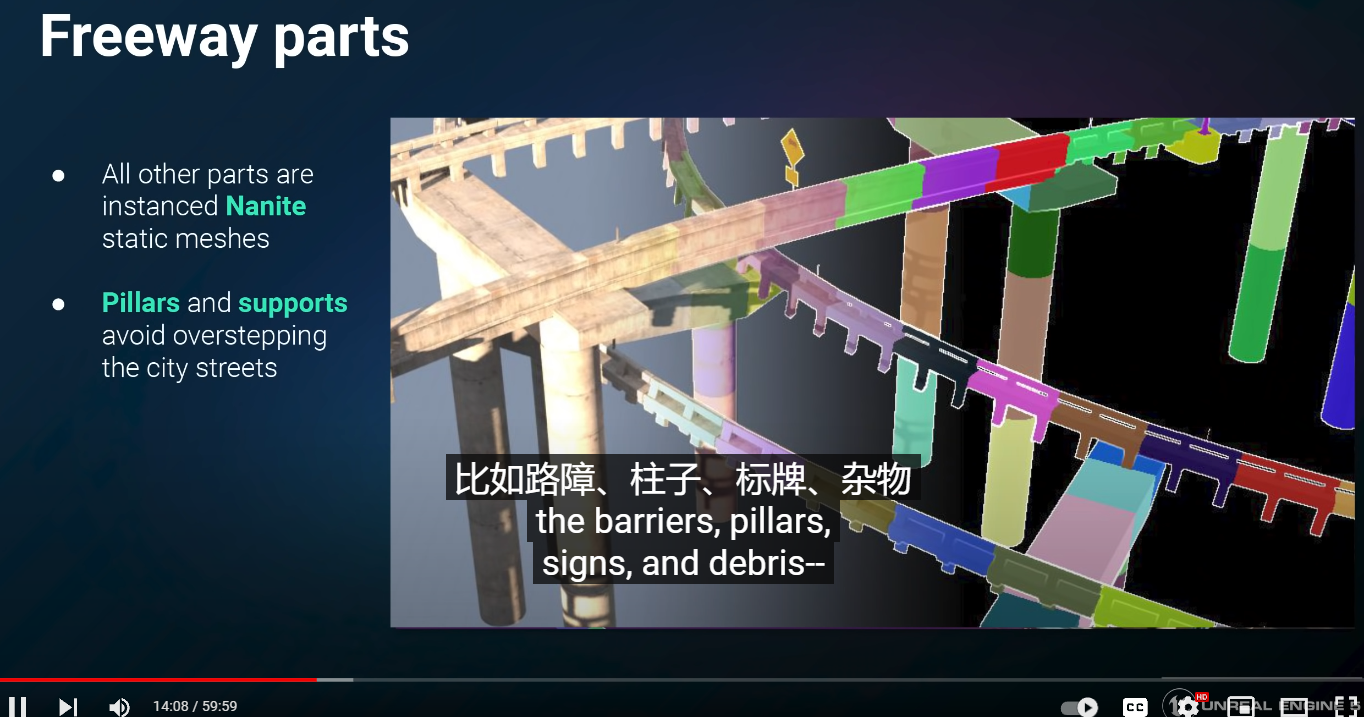 Freeway parts
All other parts are
instanced Nanite
static meshes
Pillars and supports
avoid overstepping
the city streets
比如路障、柱子、标牌、杂物
the barriers, pillars,
signs, and debris--
14:08 / 59:59
CC
HD
UNREAL ENGINE 5